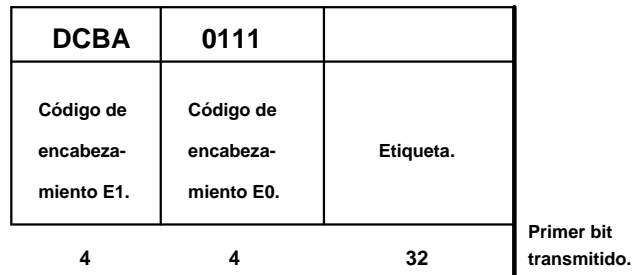 DCBA 0111
Código de
encabeza-
miento E1.
Código de
encabeza-
miento E0.
Etiqueta.
4 4 32
Primer bit
transmitido.